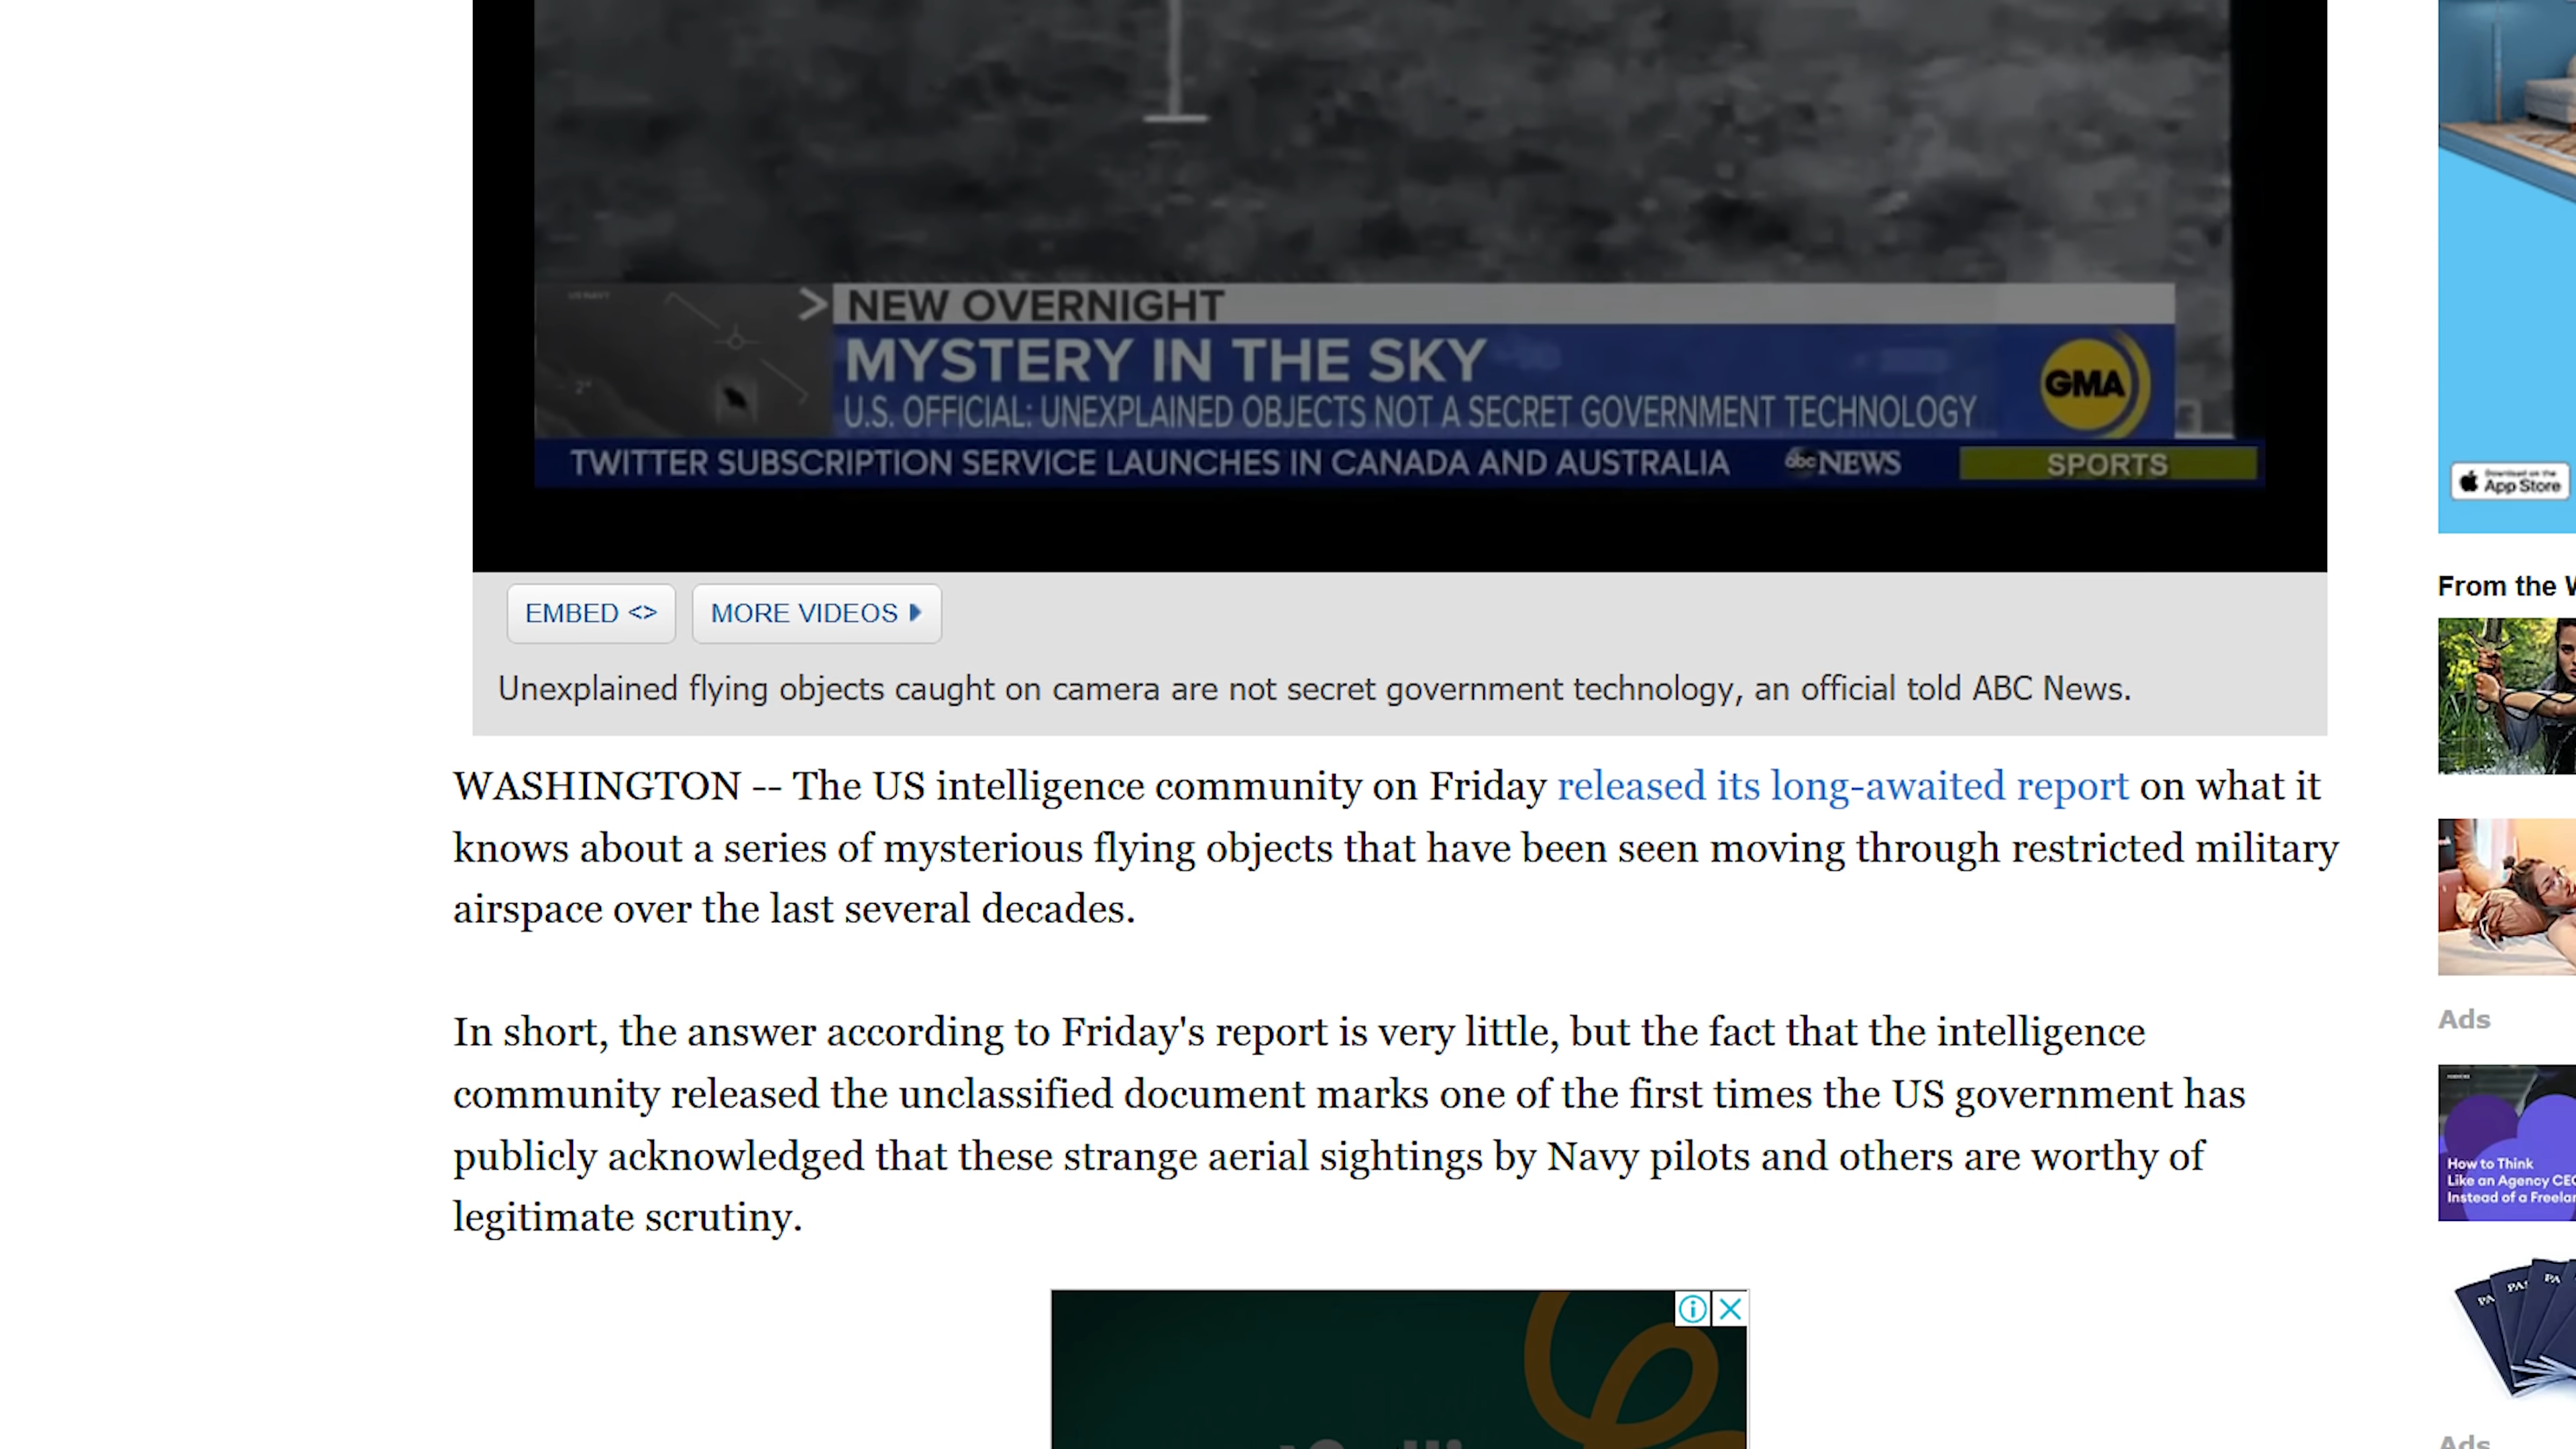 NEW OVERNIGHT
MYSTERY IN THE SKY
U.S. OFFICIAL: UNEXPLAINED OBJECTS NOT A SECRET GOVERNMENT TECHNOLOGY
GMA
TWITTER SUBSCRIPTION SERVICE LAUNCHES IN CANADA AND AUSTRALIA abc NEWS SPORTS
2°
EMBED <> MORE VIDEOS
Unexplained flying objects caught on camera are not secret government technology, an official told ABC News.
WASHINGTON -- The US intelligence community on Friday released its long-awaited report on what it
knows about a series of mysterious flying objects that have been seen moving through restricted military
airspace over the last several decades.
In short, the answer according to Friday's report is very little, but the fact that the intelligence
community released the unclassified document marks one of the first times the US government has
publicly acknowledged that these strange aerial sightings by Navy pilots and others are worthy of
legitimate scrutiny.
Download on the
App Store
From the
Ads
How to Think
Like an Agency CEO
Instead of a
Ads